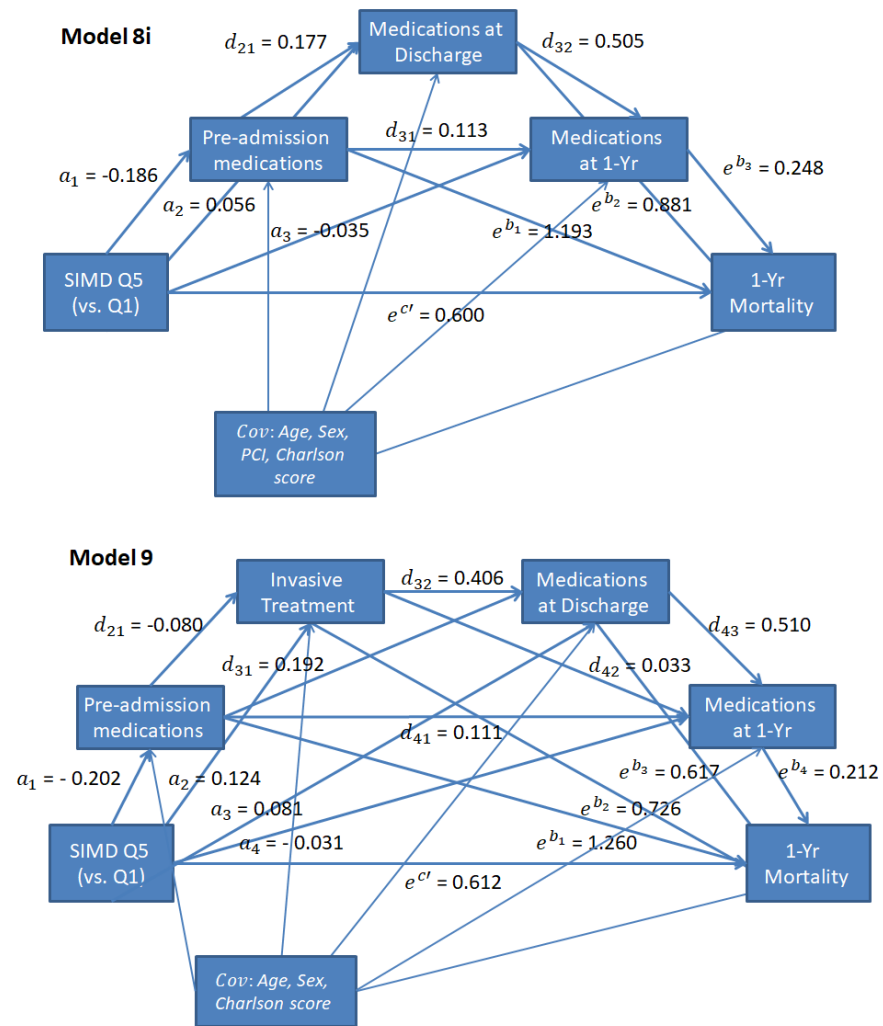 Model 8i
d₂₁ = 0.177
Medications at
Discharge
d₃₂ = 0.505
Pre-admission
medications
d₃₁ = 0.113
Medications
at 1-Yr
a₁ = -0.186
a₂ = 0.056
a₃ = -0.035
e^{b₁} = 1.193
e^{b₂} = 0.881
e^{b₃} = 0.248
SIMD Q5
(vs. Q1)
e^{c′} = 0.600
1-Yr
Mortality
Cov: Age, Sex,
PCI, Charlson
score
Model 9
Invasive
Treatment
d₃₂ = 0.406
Medications
at Discharge
d₂₁ = -0.080
d₄₃ = 0.510
d₃₁ = 0.192
d₄₂ = 0.033
Pre-admission
medications
d₄₁ = 0.111
Medications
at 1-Yr
a₁ = - 0.202
a₂ = 0.124
e^{b₃} = 0.617
e^{b₄} = 0.212
a₃ = 0.081
e^{b₂} = 0.726
a₄ = - 0.031
e^{b₁} = 1.260
SIMD Q5
(vs. Q1)
e^{c′} = 0.612
1-Yr
Mortality
Cov: Age, Sex,
Charlson score